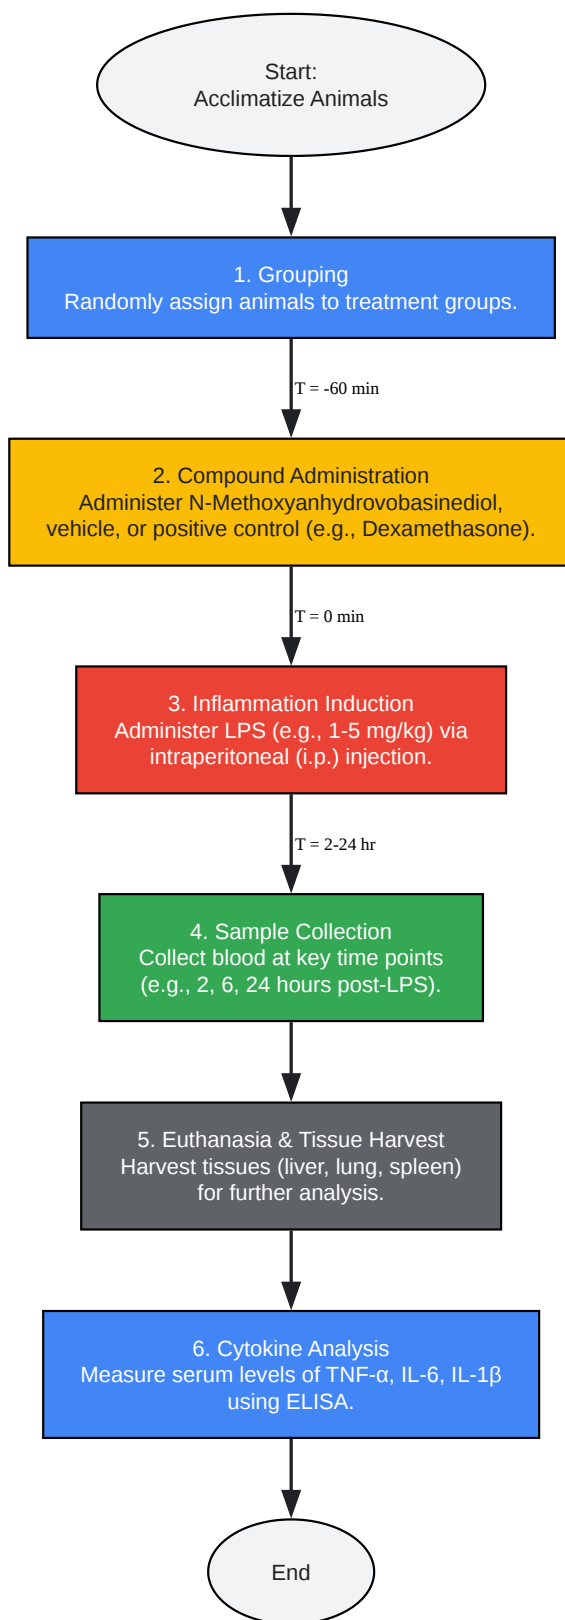 Start:
Acclimatize Animals
1. Grouping
Randomly assign animals to treatment groups.
T = -60 min
2. Compound Administration
Administer N-Methoxyanhydrovobasinediol,
vehicle, or positive control (e.g., Dexamethasone).
T = 0 min
3. Inflammation Induction
Administer LPS (e.g., 1-5 mg/kg) via
intraperitoneal (i.p.) injection.
T = 2-24 hr
4. Sample Collection
Collect blood at key time points
(e.g., 2, 6, 24 hours post-LPS).
5. Euthanasia & Tissue Harvest
Harvest tissues (liver, lung, spleen)
for further analysis.
6. Cytokine Analysis
Measure serum levels of TNF-α, IL-6, IL-1β
using ELISA.
End